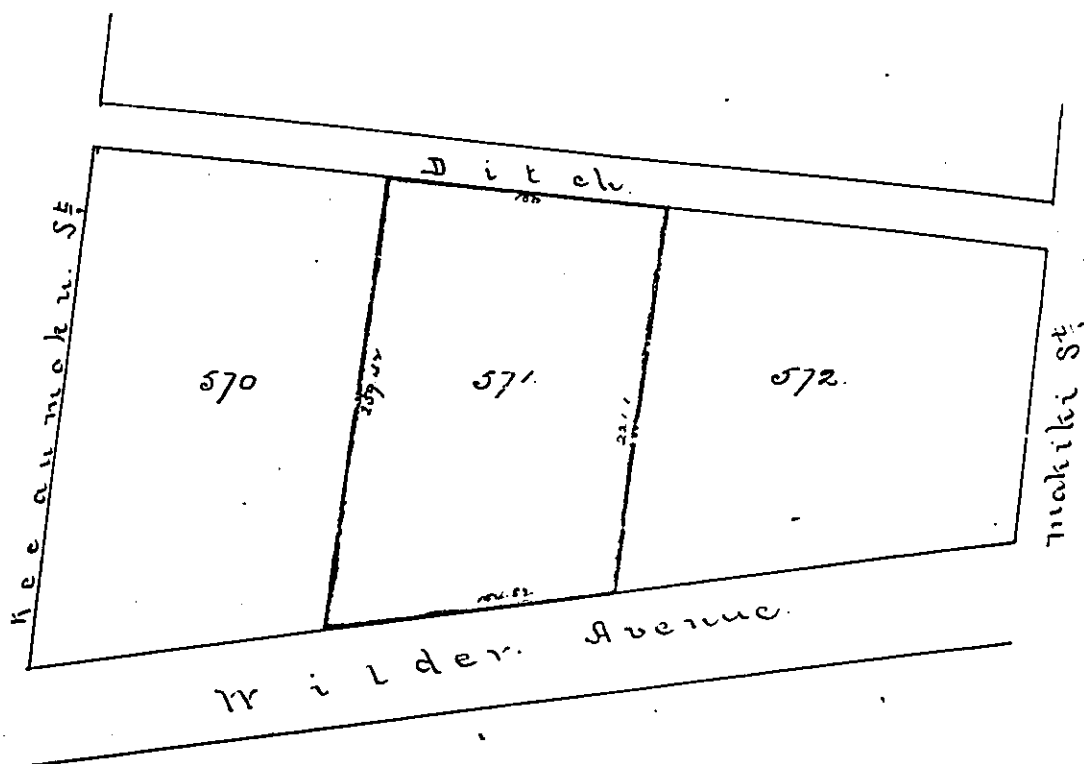 Ditch.
Keeaumoku. St.
570
571.
572.
Makiki St.
Wilder. Avenue.